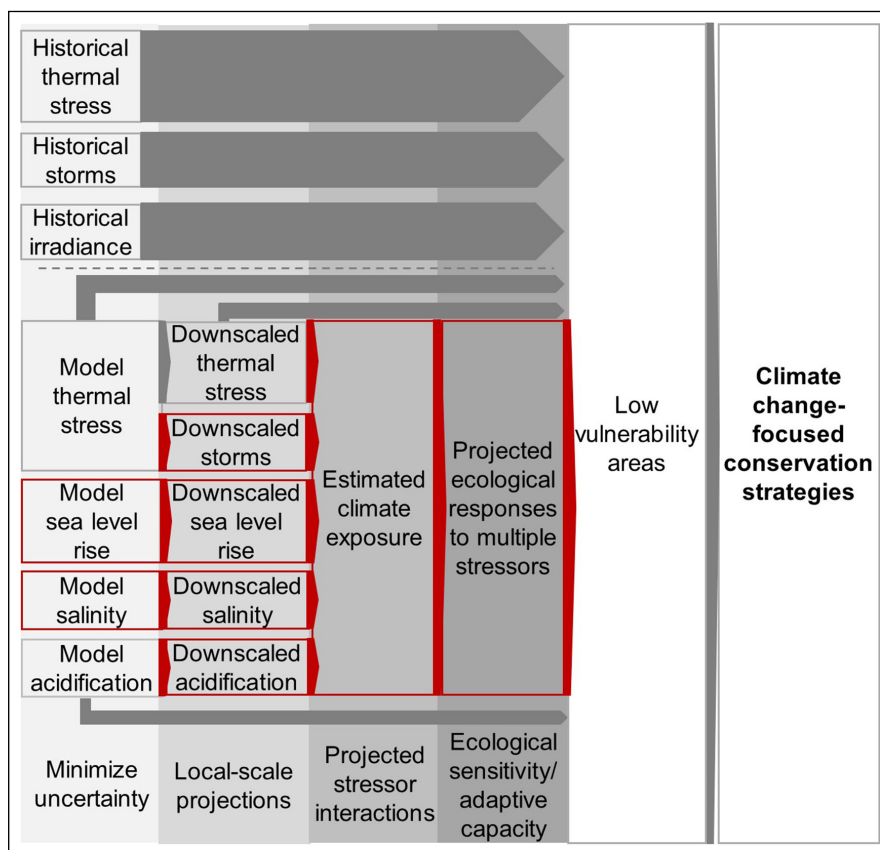 Historical
thermal
stress
Historical
storms
Historical
irradiance
Model
thermal
stress
Downscaled
thermal
stress
Downscaled
storms
Model
sea level
rise
Downscaled
sea level
rise
Model
salinity
Downscaled
salinity
Model
acidification
Downscaled
acidification
Estimated
climate
exposure
Projected
ecological
responses
to multiple
stressors
Low
vulnerability
areas
Climate
change-
focused
conservation
strategies
Minimize
uncertainty
Local-scale
projections
Projected
stressor
interactions
Ecological
sensitivity/
adaptive
capacity